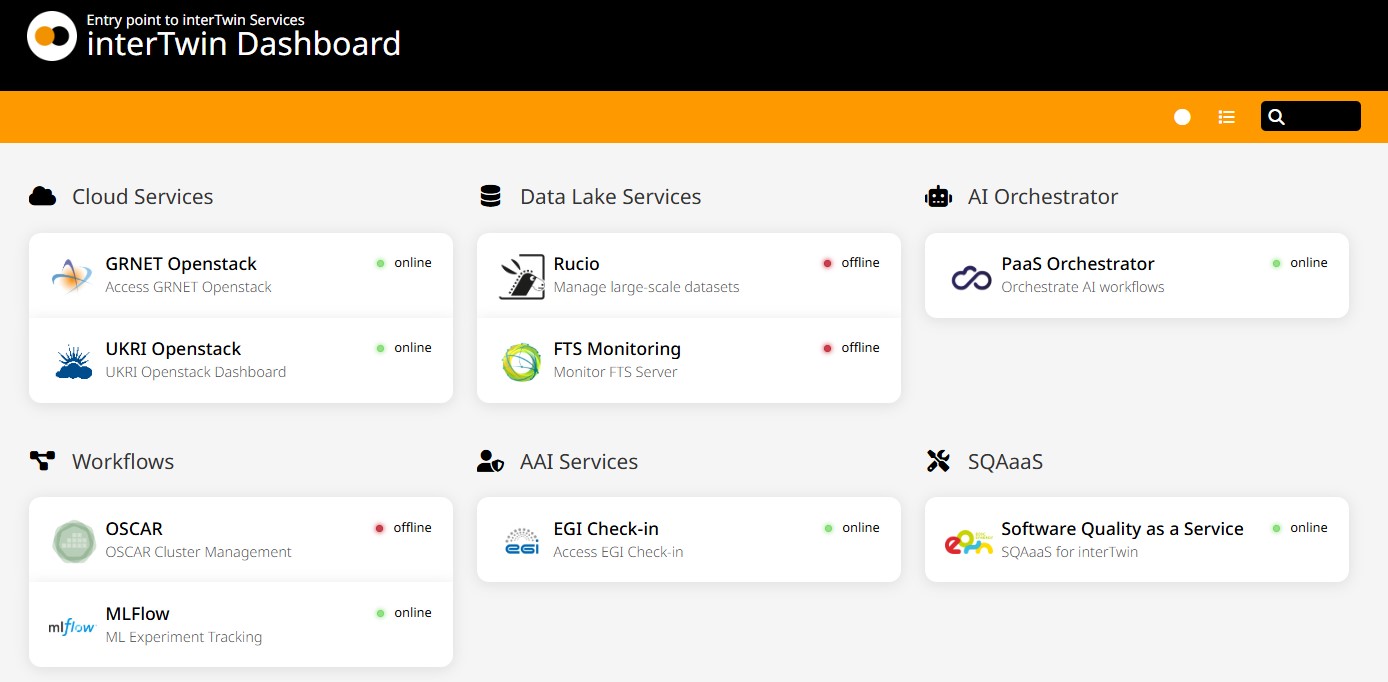 Entry point to interTwin Services
interTwin Dashboard
Cloud Services
GRNET Openstack
online
Access GRNET Openstack
UKRI Openstack
online
UKRI Openstack Dashboard
Data Lake Services
Rucio
offline
Manage large-scale datasets
FTS Monitoring
offline
Monitor FTS Server
AI Orchestrator
PaaS Orchestrator
online
Orchestrate AI workflows
Workflows
OSCAR
offline
OSCAR Cluster Management
mlflow
MLFlow
online
ML Experiment Tracking
AAI Services
eGI
EGI Check-in
online
Access EGI Check-in
SQAaaS
Software Quality as a Service
online
SQAaaS for interTwin